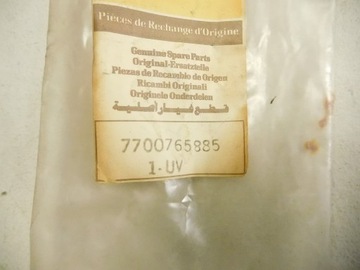 Pièces de Rechange d'Origine
Genuine Spare Parts
Original-Ersatzteile
Piezas de Recambio de Origen
Ricambi Originali
Originele Onderdelen
قطع غيار أصلية
7700765885
1-UV